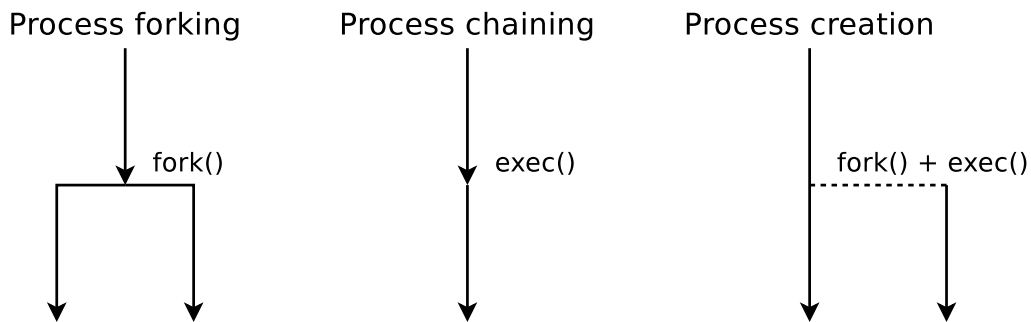 Process forking
Process chaining
Process creation
fork()
exec()
fork() + exec()